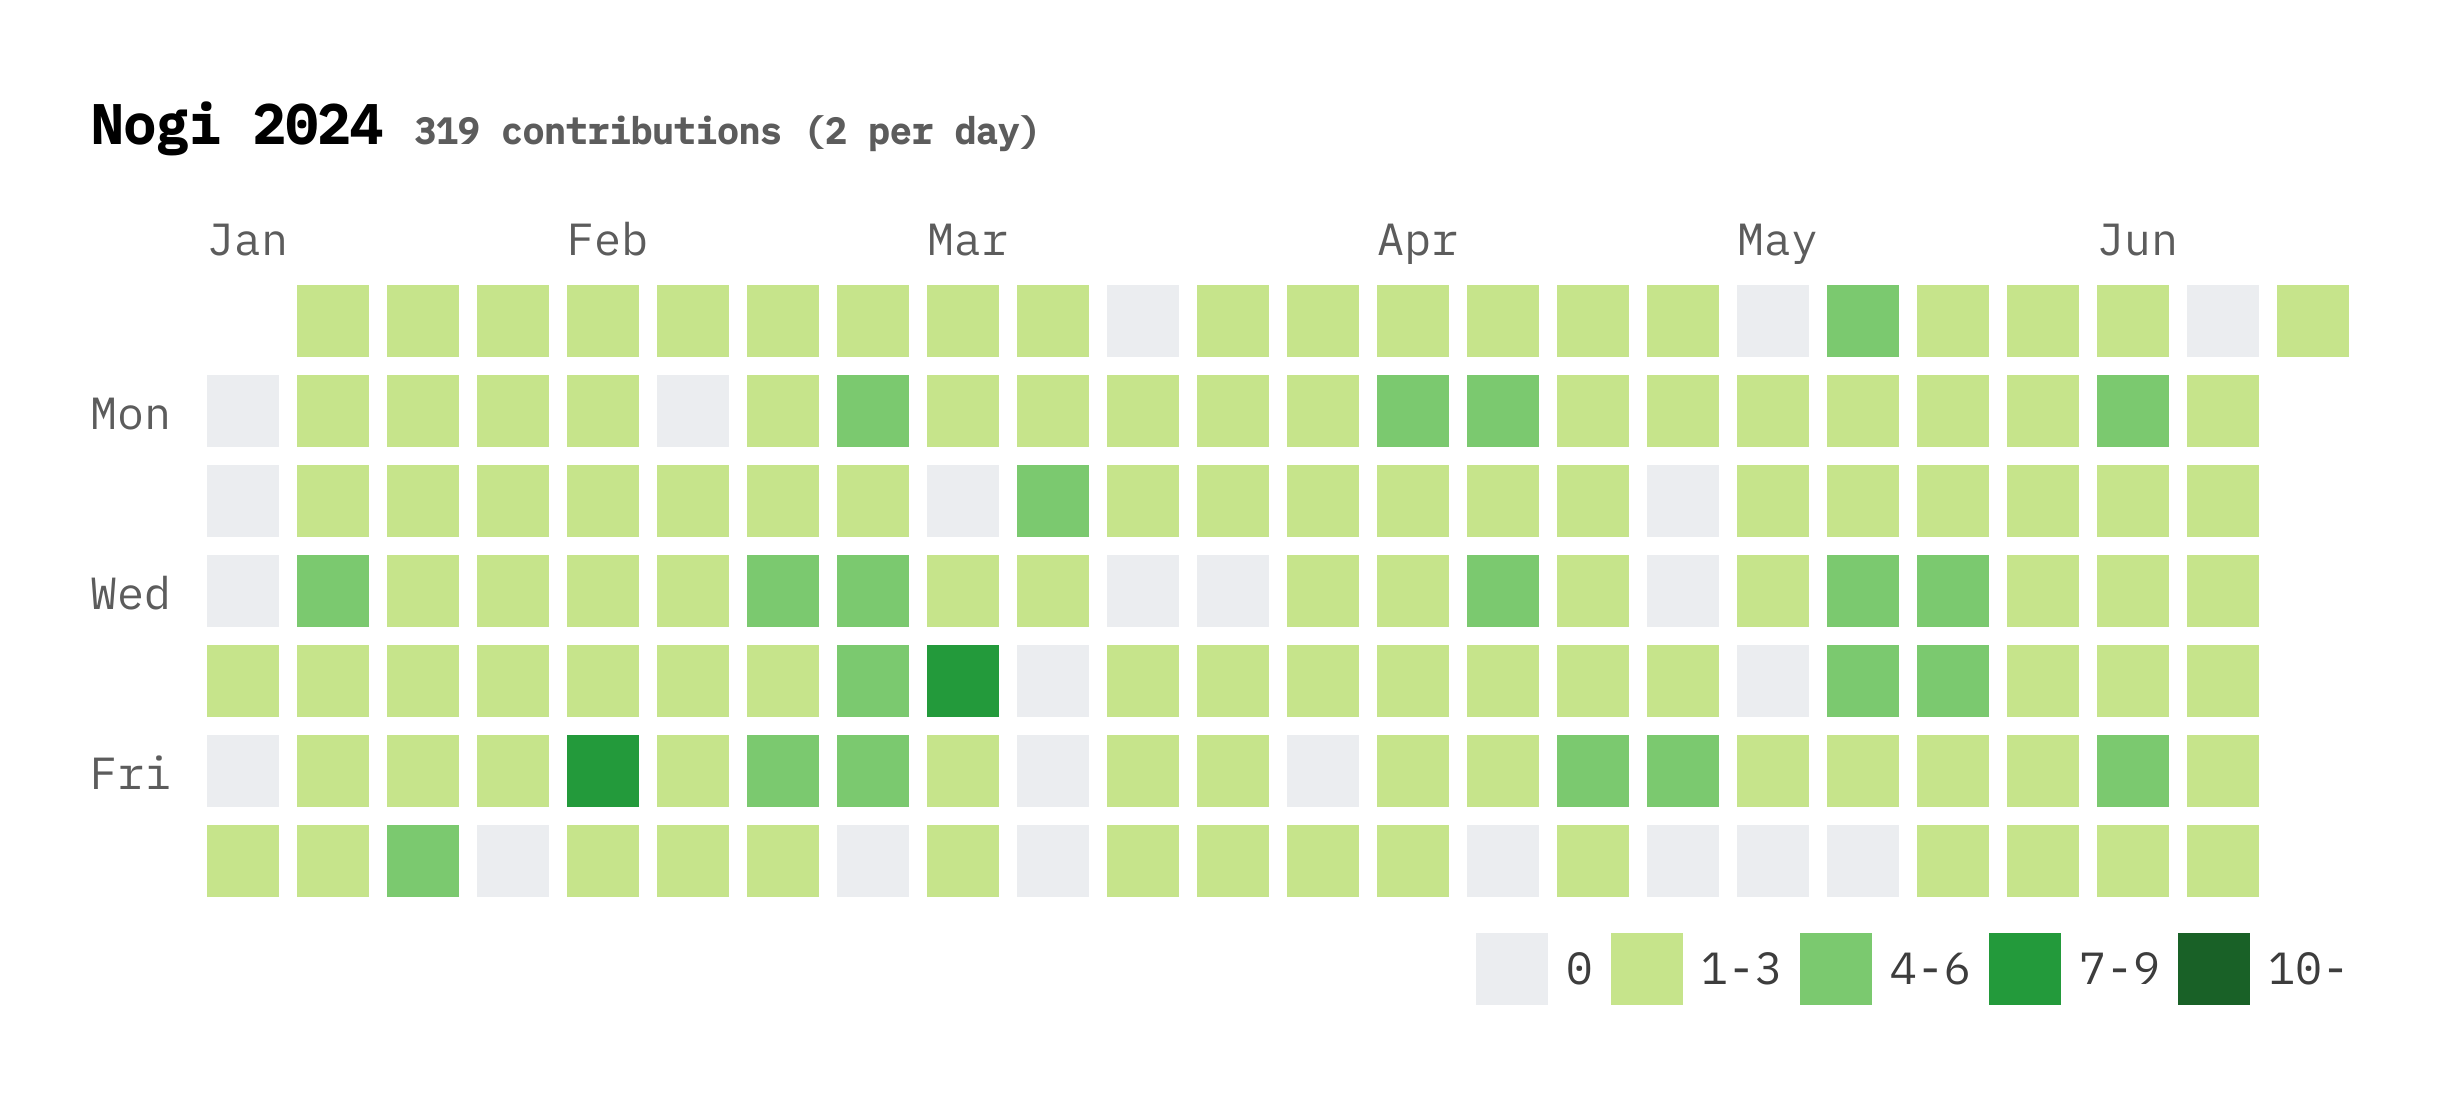 Nogi 2024 319 contributions (2 per day)
Jan Feb Mar Apr May Jun
Mon
Wed
Fri
0 1-3 4-6 7-9 10-